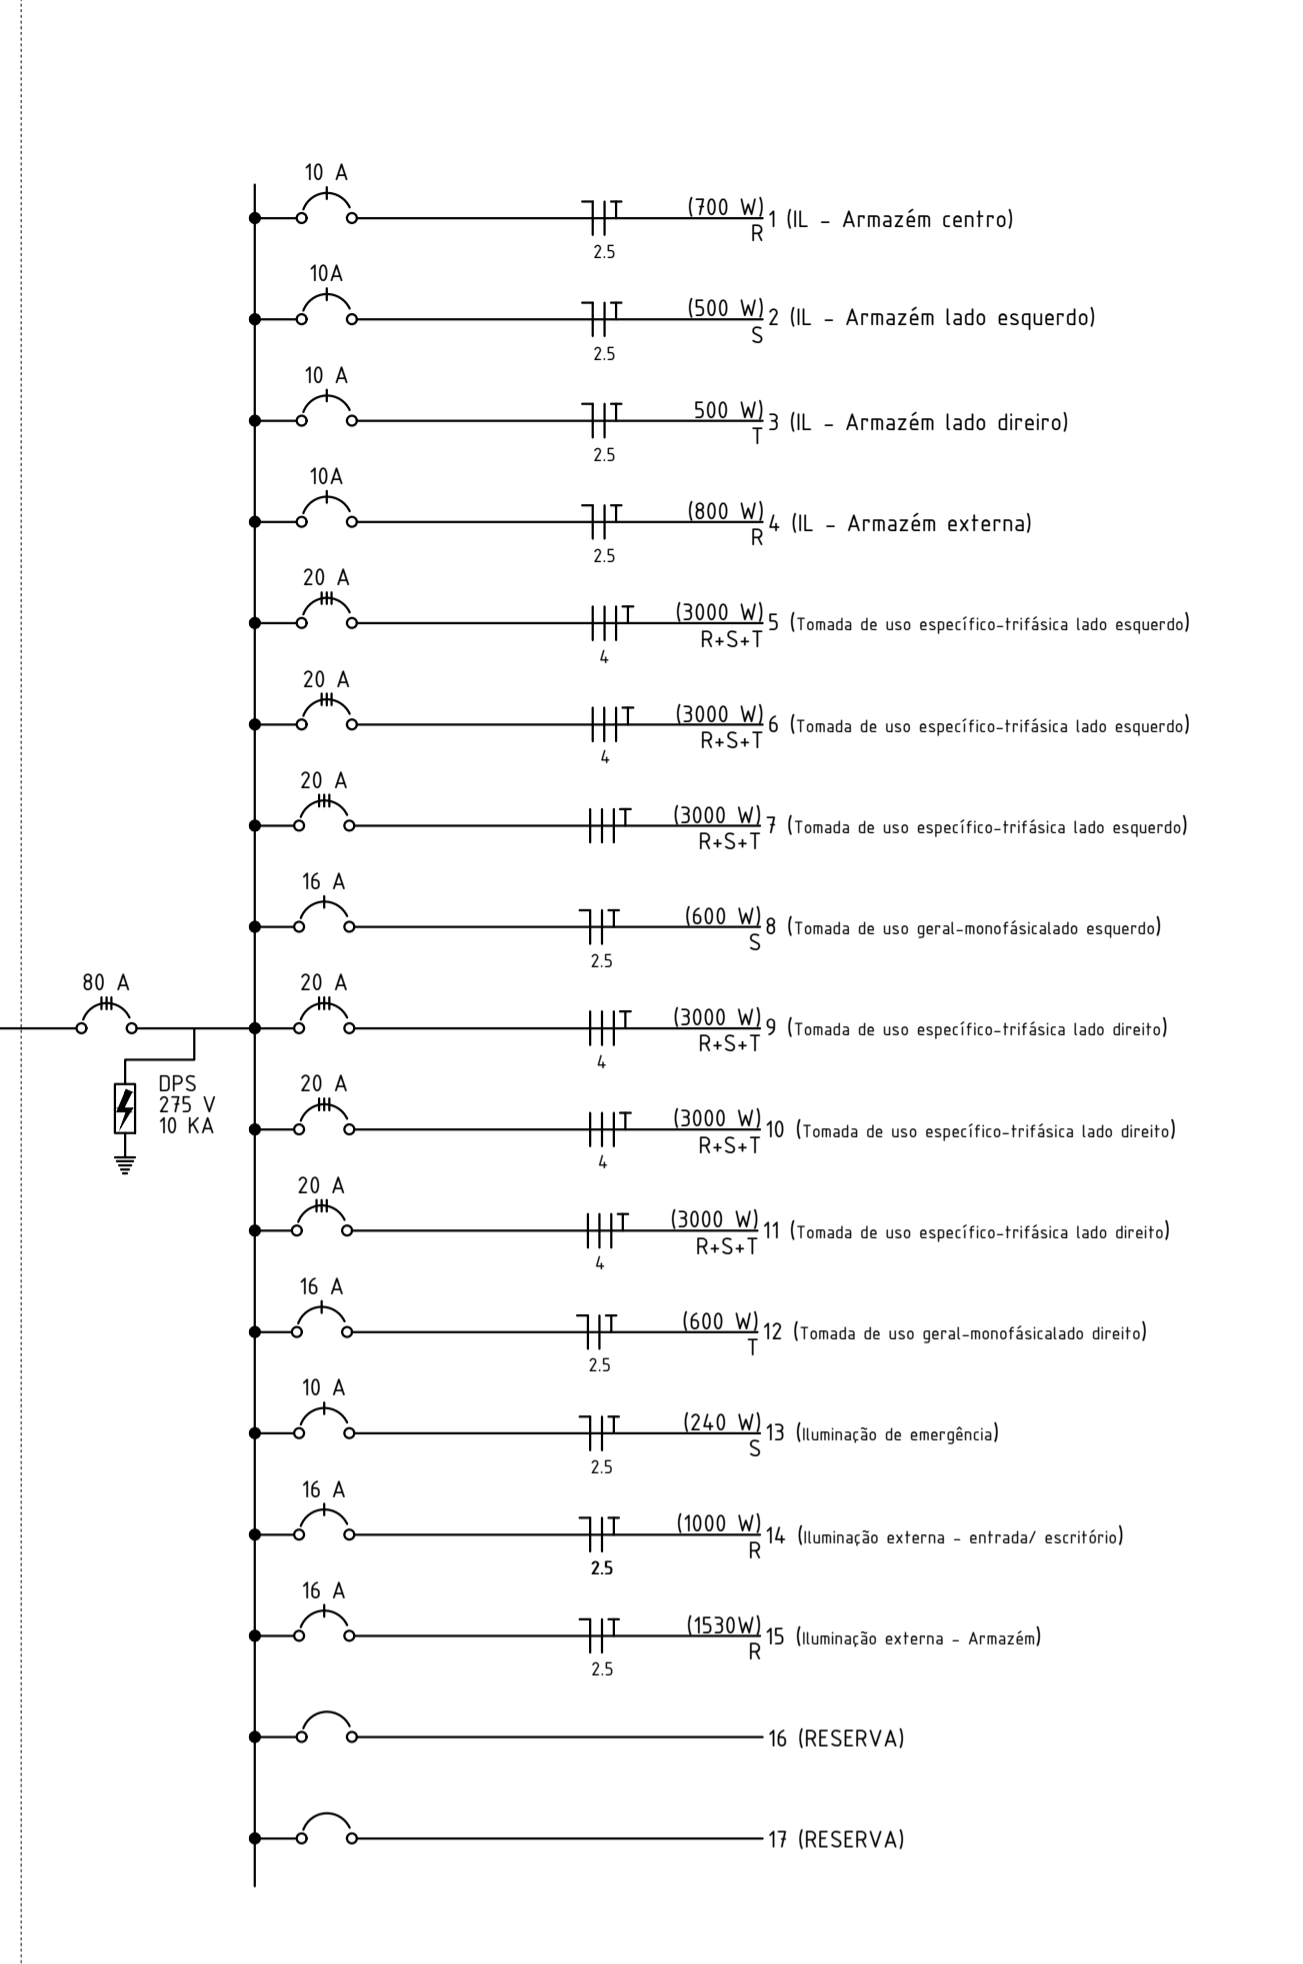 10 A
(700 W) 1 (IL - Armazém centro)
R
2.5
10A
(500 W) 2 (IL - Armazém lado esquerdo)
S
2.5
10 A
500 W) 3 (IL - Armazém lado direiro)
T
2.5
10A
(800 W) 4 (IL - Armazém externa)
R
2.5
20 A
T (3000 W) 5 (Tomada de uso específico-trifásica lado esquerdo)
R+S+T
4
20 A
T (3000 W) 6 (Tomada de uso específico-trifásica lado esquerdo)
R+S+T
4
20 A
T (3000 W) 7 (Tomada de uso específico-trifásica lado esquerdo)
R+S+T
16 A
(600 W) 8 (Tomada de uso geral-monofásicalado esquerdo)
S
2.5
80 A
20 A
T (3000 W) 9 (Tomada de uso específico-trifásica lado direito)
R+S+T
4
DPS
275 V
10 KA
20 A
T (3000 W) 10 (Tomada de uso específico-trifásica lado direito)
R+S+T
4
20 A
T (3000 W) 11 (Tomada de uso específico-trifásica lado direito)
R+S+T
4
16 A
(600 W) 12 (Tomada de uso geral-monofásicalado direito)
T
2.5
10 A
(240 W) 13 (Iluminação de emergência)
S
2.5
16 A
(1000 W) 14 (Iluminação externa - entrada/ escritório)
R
2.5
16 A
(1530W) 15 (Iluminação externa - Armazém)
R
2.5
16 (RESERVA)
17 (RESERVA)